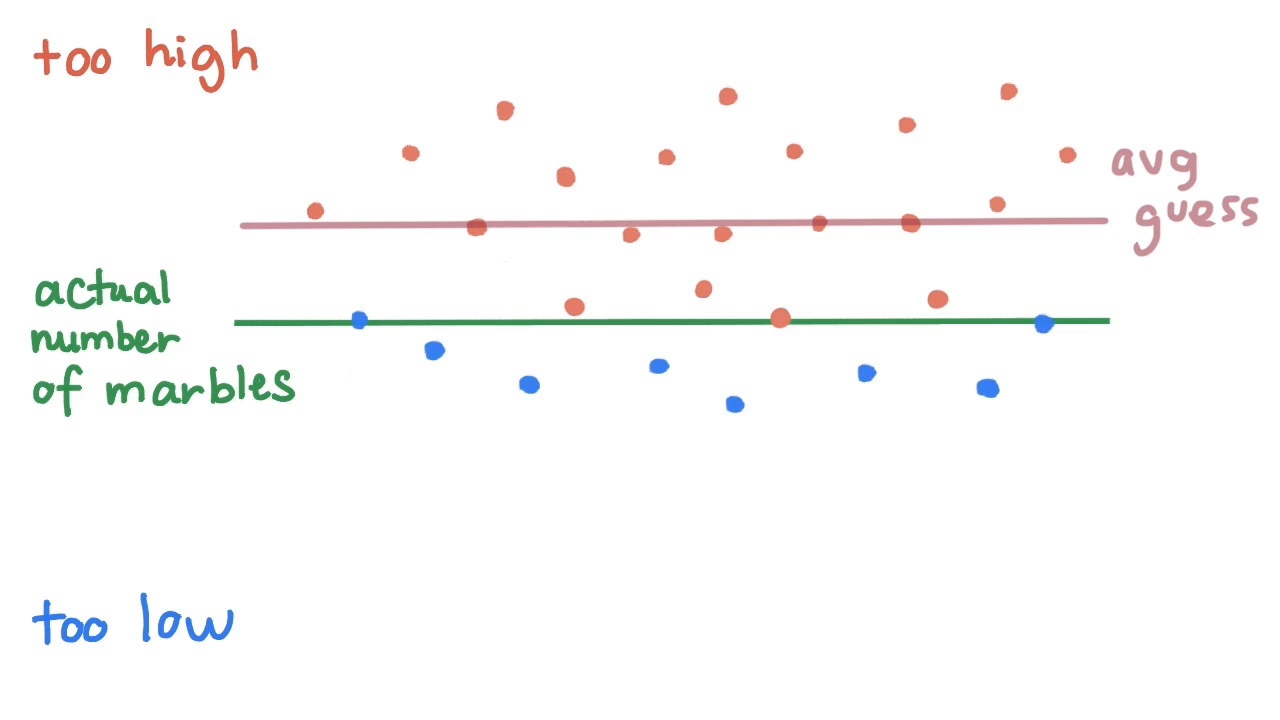 too high
avg
guess
actual
number
of marbles
too low